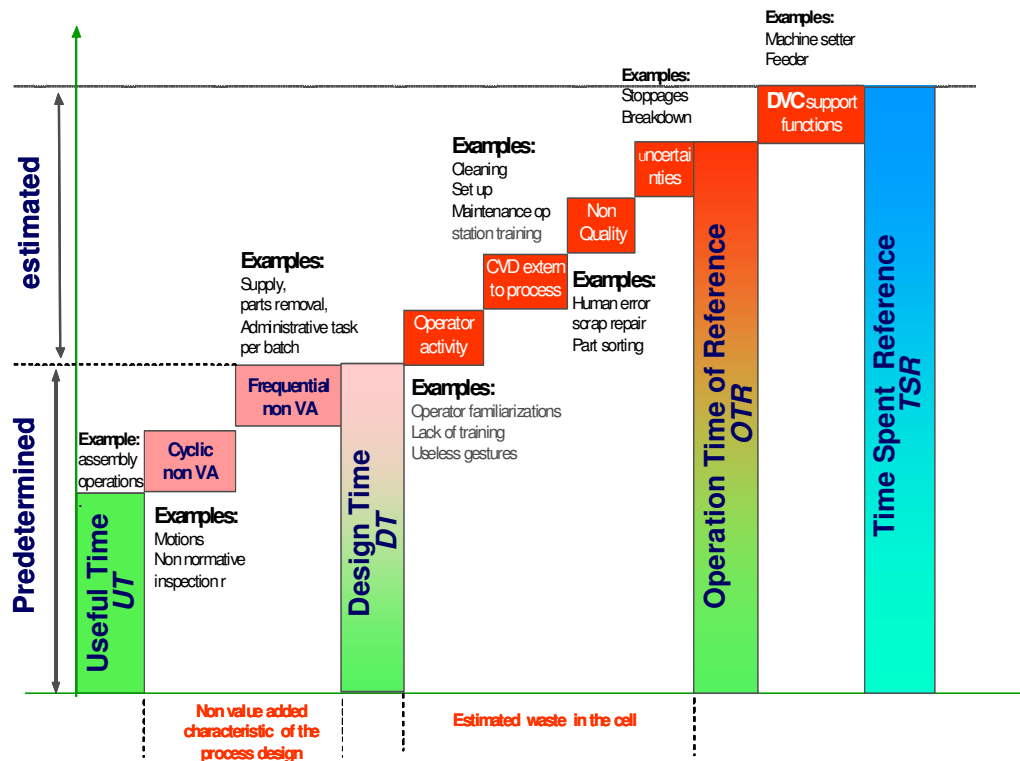 Examples:
Machine setter
Feeder
Examples:
Stoppages
Breakdown
DVC support
functions
Examples:
Cleaning
Set up
Maintenance op
station training
uncertai
nties
Non
Quality
estimated
Examples:
Supply,
parts removal,
Administrative task
per batch
CVD extern
to process
Examples:
Human error
scrap repair
Part sorting
Operator
activity
Examples:
Operator familiarizations
Lack of training
Useless gestures
Frequential
non VA
Predetermined
Example:
assembly
operations
.
Cyclic
non VA
Examples:
Motions
Non normative
inspection r
Useful Time
UT
Design Time
DT
Operation Time of Reference
OTR
Time Spent Reference
TSR
Non value added
characteristic of the
process design
Estimated waste in the cell